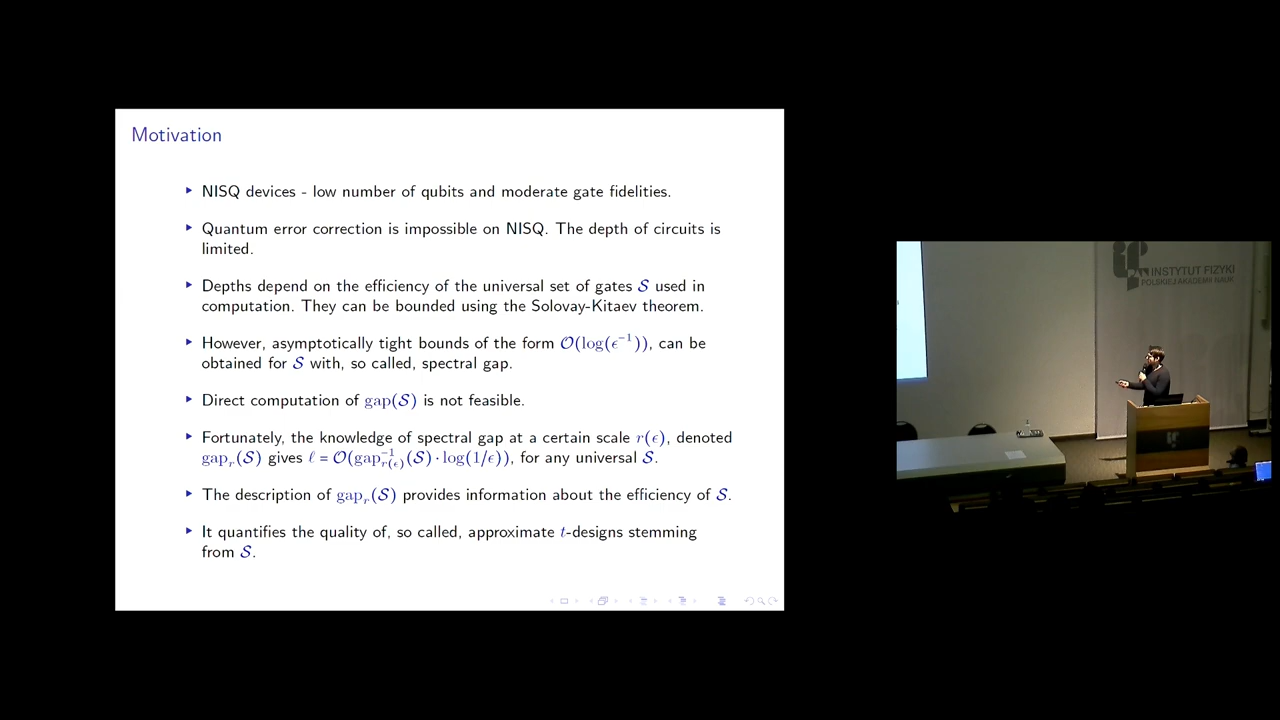 Motivation
▸ NISQ devices - low number of qubits and moderate gate fidelities.
▸ Quantum error correction is impossible on NISQ. The depth of circuits is
limited.
▸ Depths depend on the efficiency of the universal set of gates 𝒮 used in
computation. They can be bounded using the Solovay-Kitaev theorem.
▸ However, asymptotically tight bounds of the form 𝒪(log(ϵ⁻¹)), can be
obtained for 𝒮 with, so called, spectral gap.
▸ Direct computation of gap(𝒮) is not feasible.
▸ Fortunately, the knowledge of spectral gap at a certain scale r(ϵ), denoted
gapᵣ(𝒮) gives ℓ = 𝒪(gap⁻¹ᵣ₍ϵ₎(𝒮) · log(1/ϵ)), for any universal 𝒮.
▸ The description of gapᵣ(𝒮) provides information about the efficiency of 𝒮.
▸ It quantifies the quality of, so called, approximate t-designs stemming
from 𝒮.
INSTYTUT FIZYKI
POLSKIEJ AKADEMII NAUK